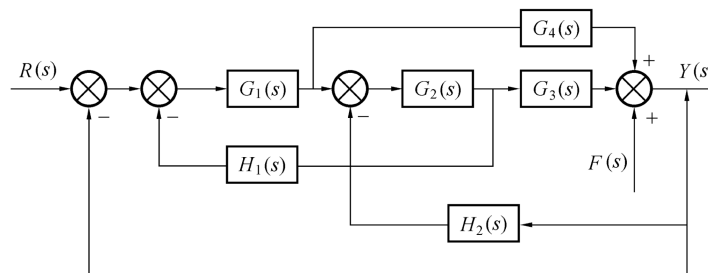 G₄(s)
+
R(s)
G₁(s)
G₂(s)
G₃(s)
Y(s
−
−
−
+
H₁(s)
F(s)
H₂(s)